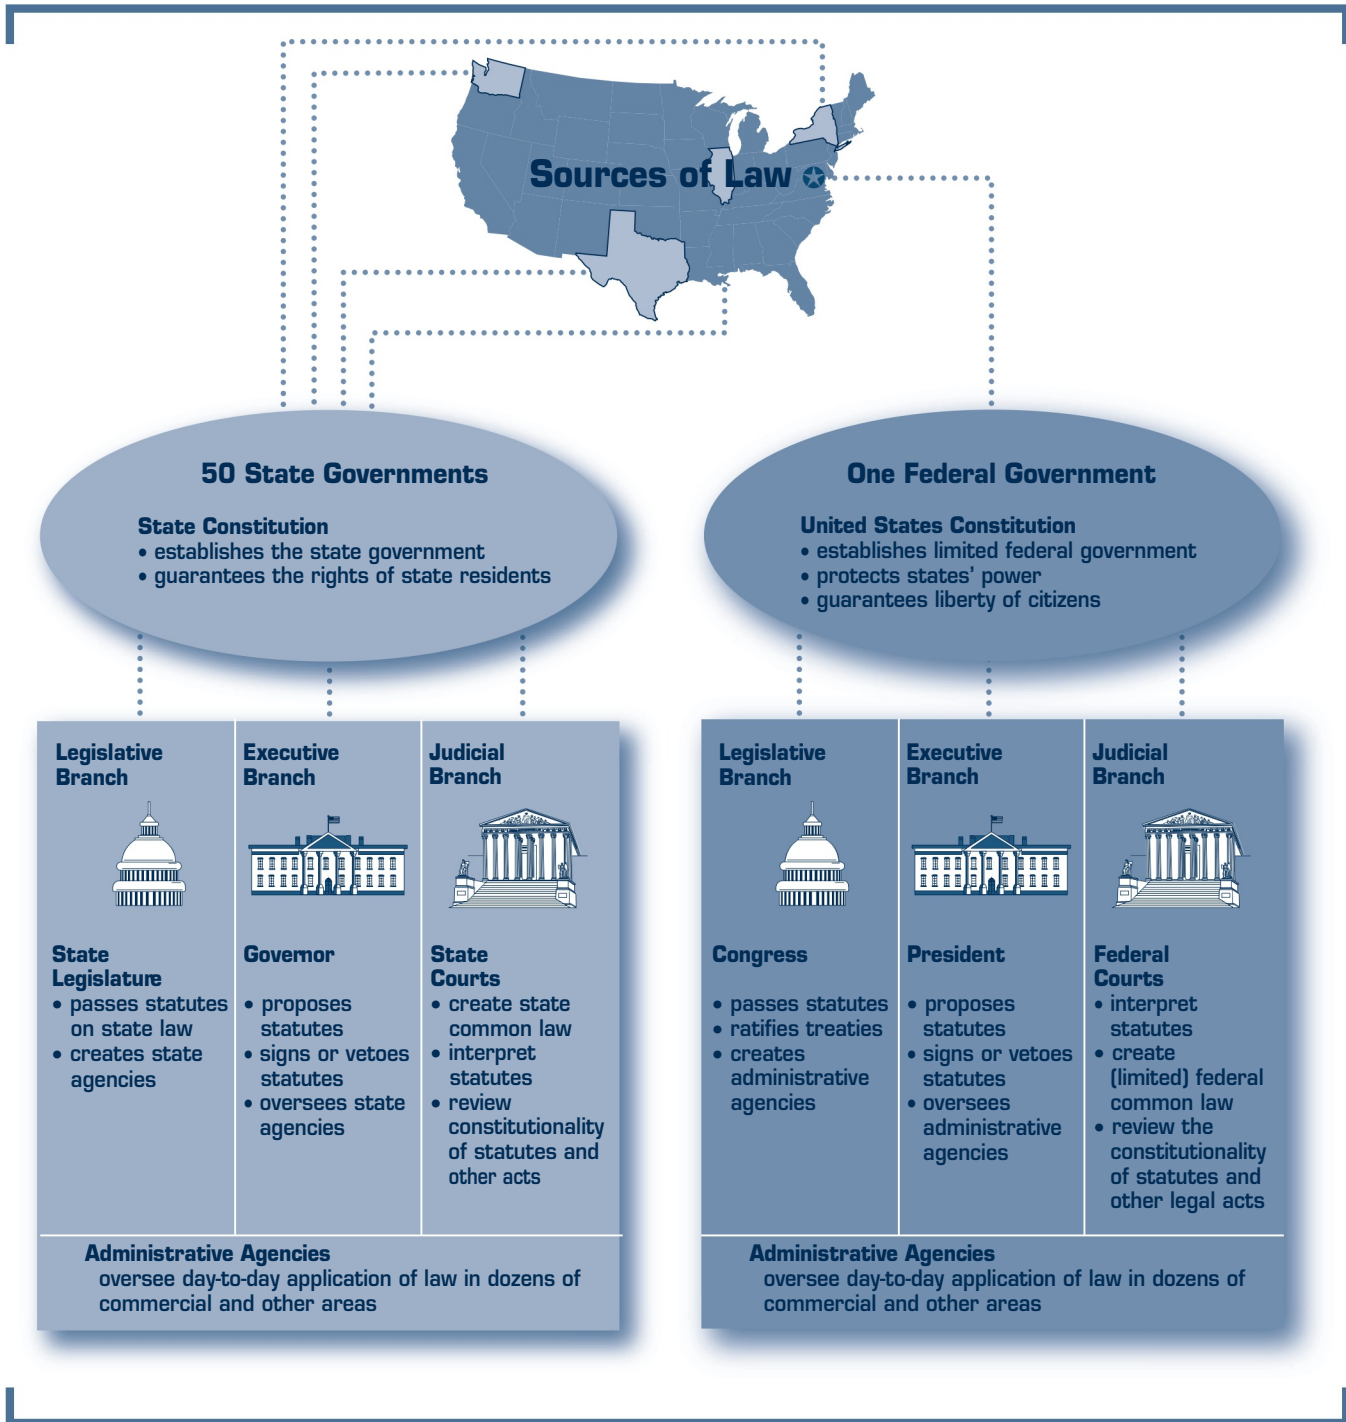 Sources of Law
50 State Governments
State Constitution
• establishes the state government
• guarantees the rights of state residents
One Federal Government
United States Constitution
• establishes limited federal government
• protects states’ power
• guarantees liberty of citizens
Legislative
Branch
State
Legislature
• passes statutes
on state law
• creates state
agencies
Executive
Branch
Governor
• proposes
statutes
• signs or vetoes
statutes
• oversees state
agencies
Judicial
Branch
State
Courts
• create state
common law
• interpret
statutes
• review
constitutionality
of statutes and
other acts
Administrative Agencies
oversee day-to-day application of law in dozens of
commercial and other areas
Legislative
Branch
Congress
• passes statutes
• ratifies treaties
• creates
administrative
agencies
Executive
Branch
President
• proposes
statutes
• signs or vetoes
statutes
• oversees
administrative
agencies
Judicial
Branch
Federal
Courts
• interpret
statutes
• create
(limited) federal
common law
• review the
constitutionality
of statutes and
other legal acts
Administrative Agencies
oversee day-to-day application of law in dozens of
commercial and other areas